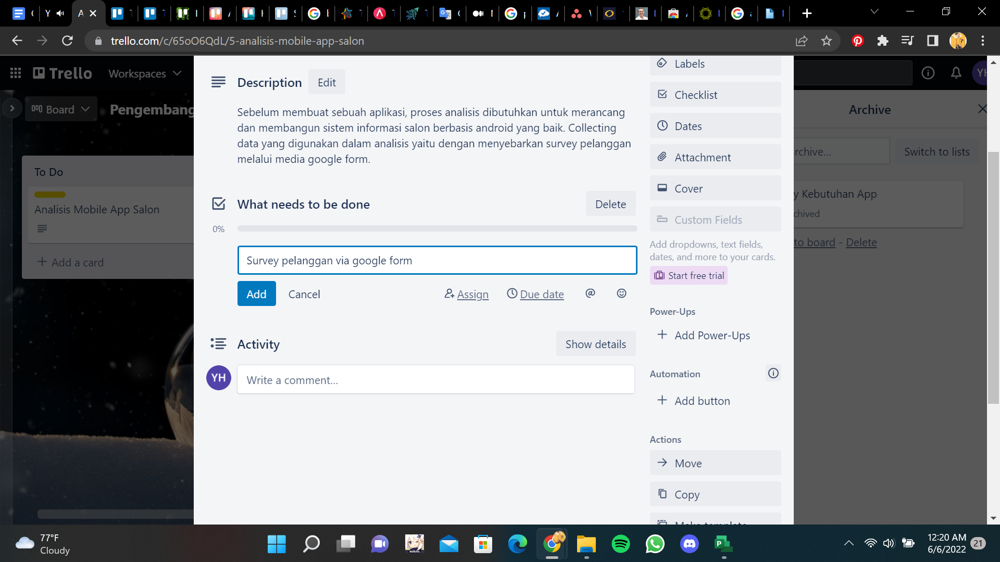 trello.com/c/65oO6QdL/5-analisis-mobile-app-salon
Trello
Workspaces
Board
Pengembang
To Do
Analisis Mobile App Salon
Add a card
Description
Edit
Sebelum membuat sebuah aplikasi, proses analisis dibutuhkan untuk merancang
dan membangun sistem informasi salon berbasis android yang baik. Collecting
data yang digunakan dalam analisis yaitu dengan menyebarkan survey pelanggan
melalui media google form.
What needs to be done
Delete
0%
Survey pelanggan via google form
Add
Cancel
Assign
Due date
@
Activity
Show details
YH
Write a comment...
Labels
Checklist
Dates
Attachment
Cover
Custom Fields
Add dropdowns, text fields,
dates, and more to your cards.
Start free trial
Power-Ups
Add Power-Ups
Automation
Add button
Actions
Move
Copy
Make template
YH
Archive
rchive...
Switch to lists
y Kebutuhan App
chived
to board - Delete
77°F
Cloudy
12:20 AM
6/6/2022
21